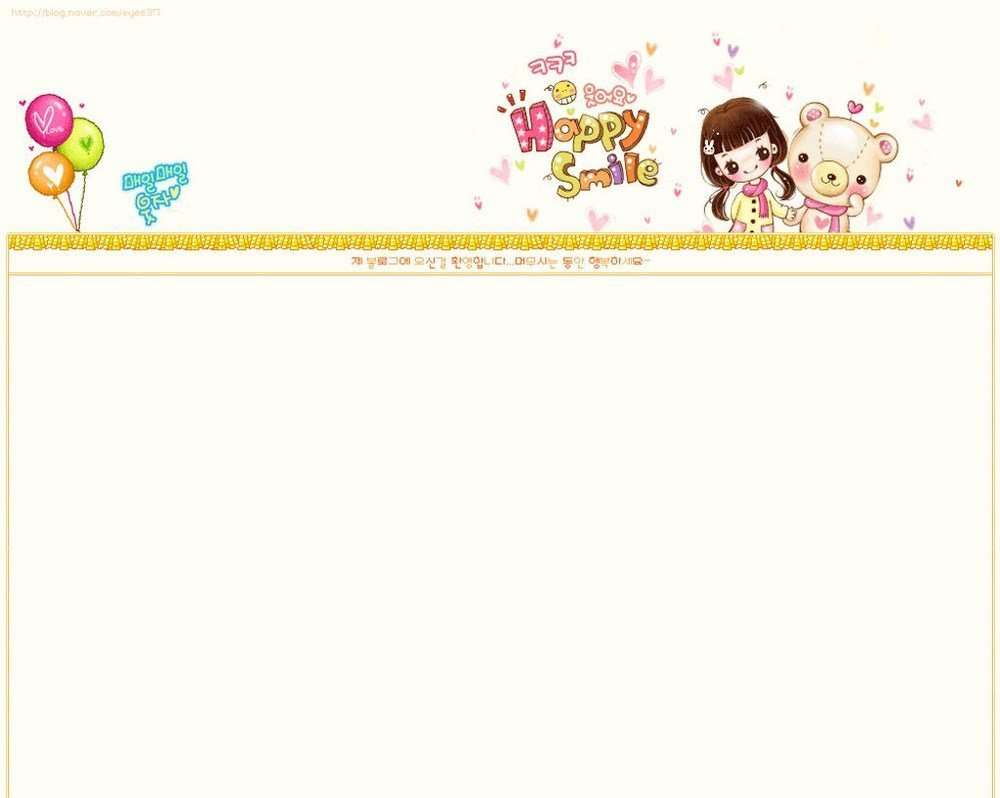 http://blog.naver.com/eyes37
ㅋㅋㅋ
웃어요
Happy
Smile
LOVE
매일매일
웃자
제 블로그에 오신걸 환영합니다...머무시는 동안 행복하세요~